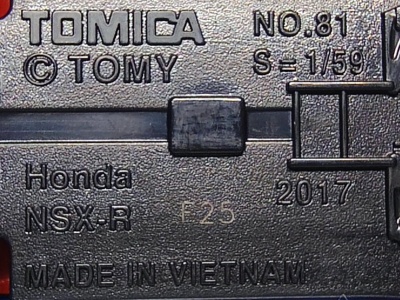 TOMICA NO.81
© TOMY S=1/59
Honda 2017
NSX-R F25
MADE IN VIETNAM